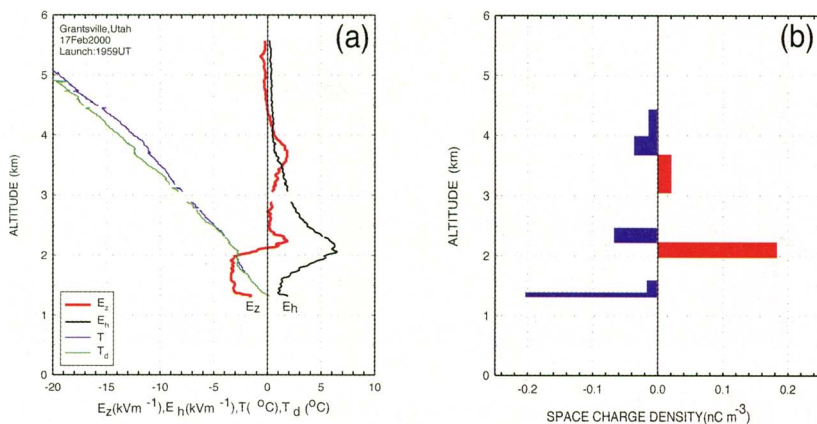 Grantsville,Utah
17Feb2000
Launch:1959UT
(a)
6
5
4
3
2
1
0
ALTITUDE (km)
Ez
Eh
T
Td
Ez Eh
-20 -15 -10 -5 0 5 10
Ez(kVm -1),Eh(kVm -1),T( oC),Td (oC)
(b)
6
5
4
3
2
1
0
ALTITUDE (km)
-0.2 -0.1 0.0 0.1 0.2
SPACE CHARGE DENSITY(nC m-3)